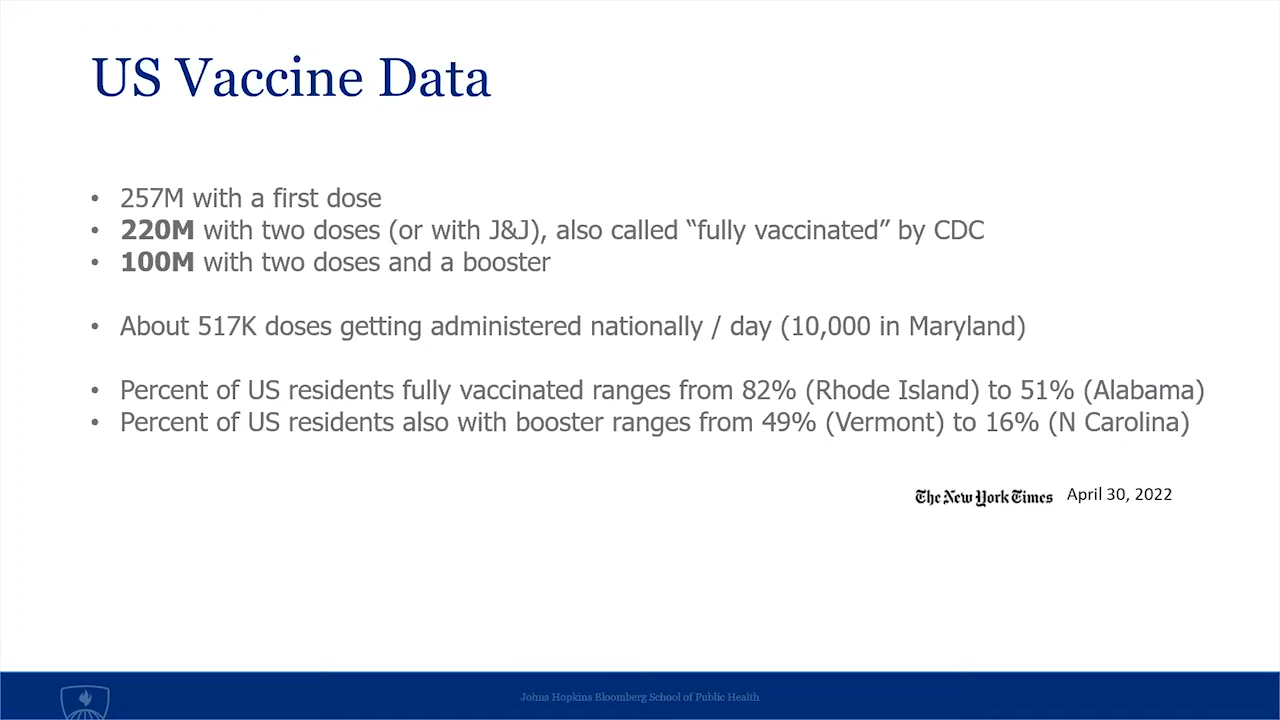 US Vaccine Data
• 257M with a first dose
• 220M with two doses (or with J&J), also called “fully vaccinated” by CDC
• 100M with two doses and a booster
• About 517K doses getting administered nationally / day (10,000 in Maryland)
• Percent of US residents fully vaccinated ranges from 82% (Rhode Island) to 51% (Alabama)
• Percent of US residents also with booster ranges from 49% (Vermont) to 16% (N Carolina)
The New York Times April 30, 2022
Johns Hopkins Bloomberg School of Public Health